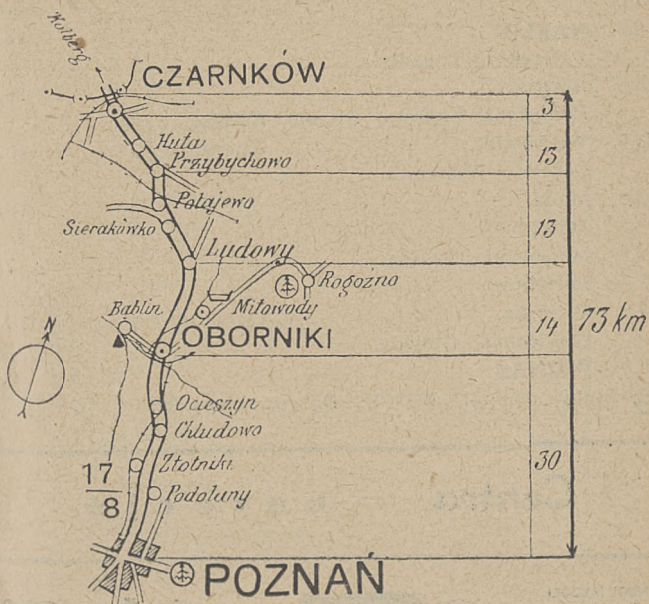 Kolberg
CZARNKÓW
3
Huta
Przybychowo
13
Połajewo
Sierakówko
13
Ludowy
Rogoźno
Bablin
Miłowody
14
73 km
N
OBORNIKI
Ocieszyn
Chludowo
Złotniki
30
17
8
Podolany
POZNAŃ